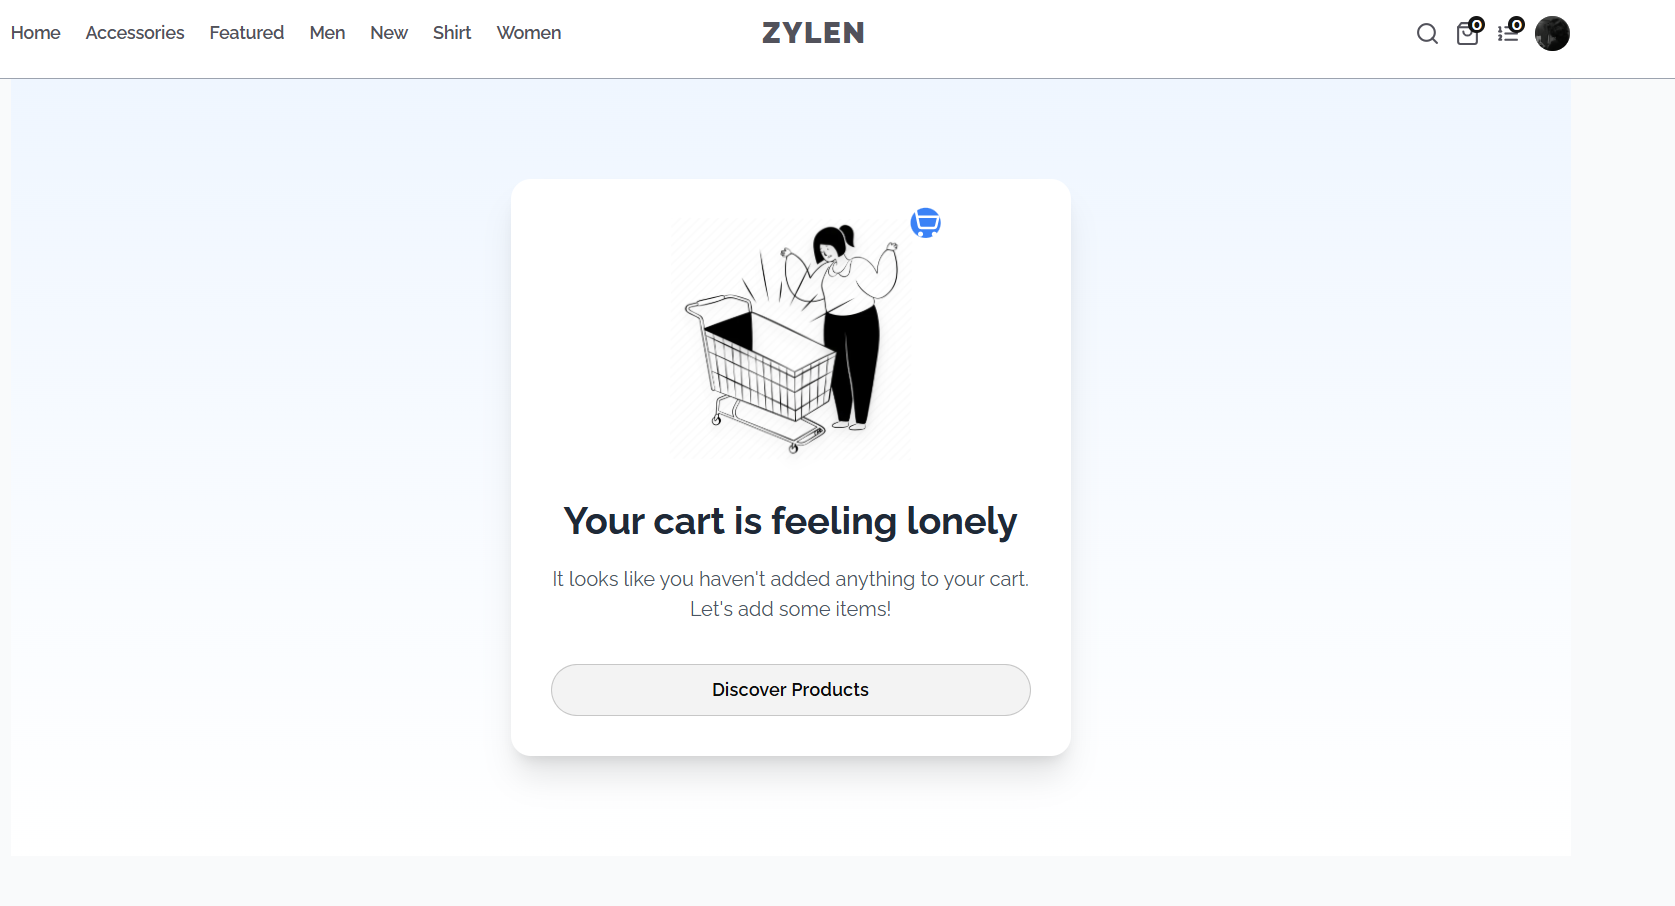 Home Accessories Featured Men New Shirt Women
ZYLEN
0 0
Your cart is feeling lonely
It looks like you haven't added anything to your cart.
Let's add some items!
Discover Products